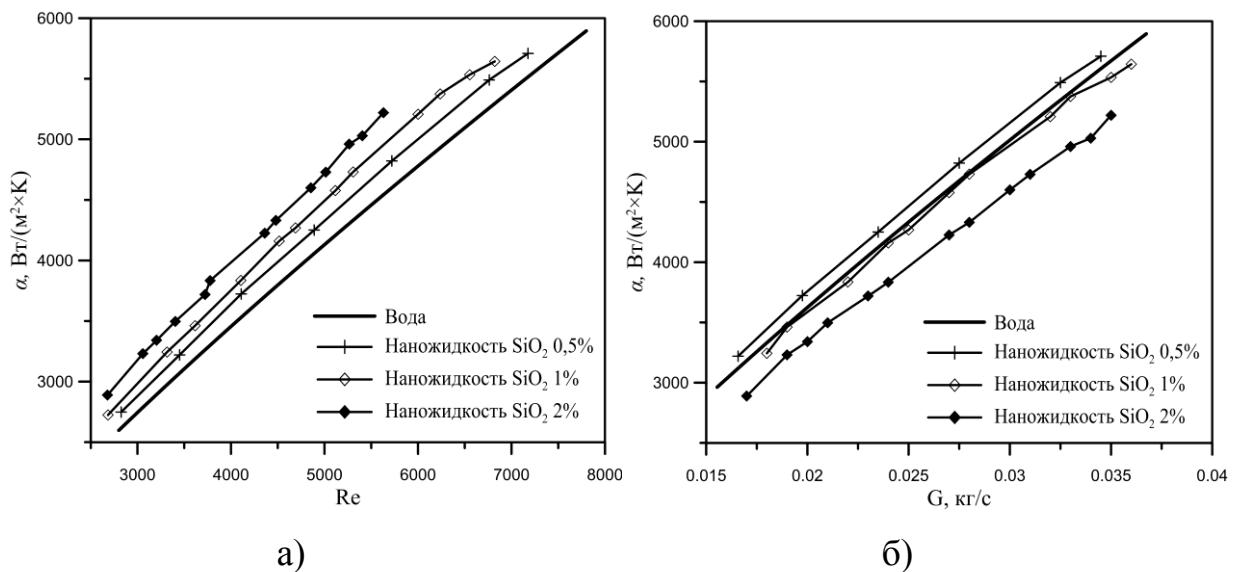 6000
5000
4000
3000
α, Вт/(м²×K)
Вода
Наножидкость SiO₂ 0,5%
Наножидкость SiO₂ 1%
Наножидкость SiO₂ 2%
3000 4000 5000 6000 7000 8000
Re
а)
6000
5000
4000
3000
α, Вт/(м²×K)
Вода
Наножидкость SiO₂ 0,5%
Наножидкость SiO₂ 1%
Наножидкость SiO₂ 2%
0.015 0.02 0.025 0.03 0.035 0.04
G, кг/с
б)